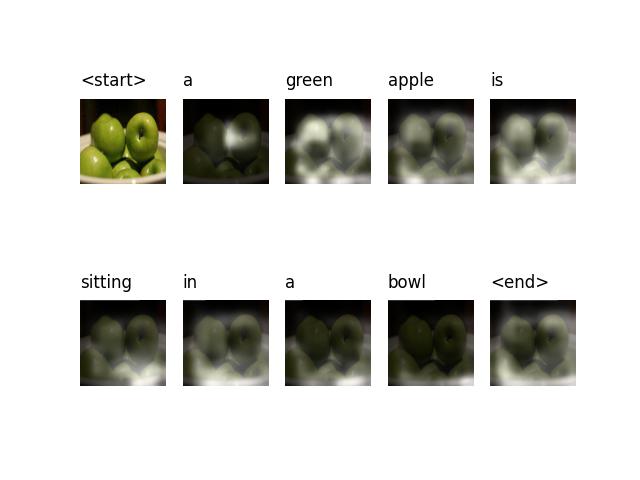 <start> a green apple is
sitting in a bowl <end>